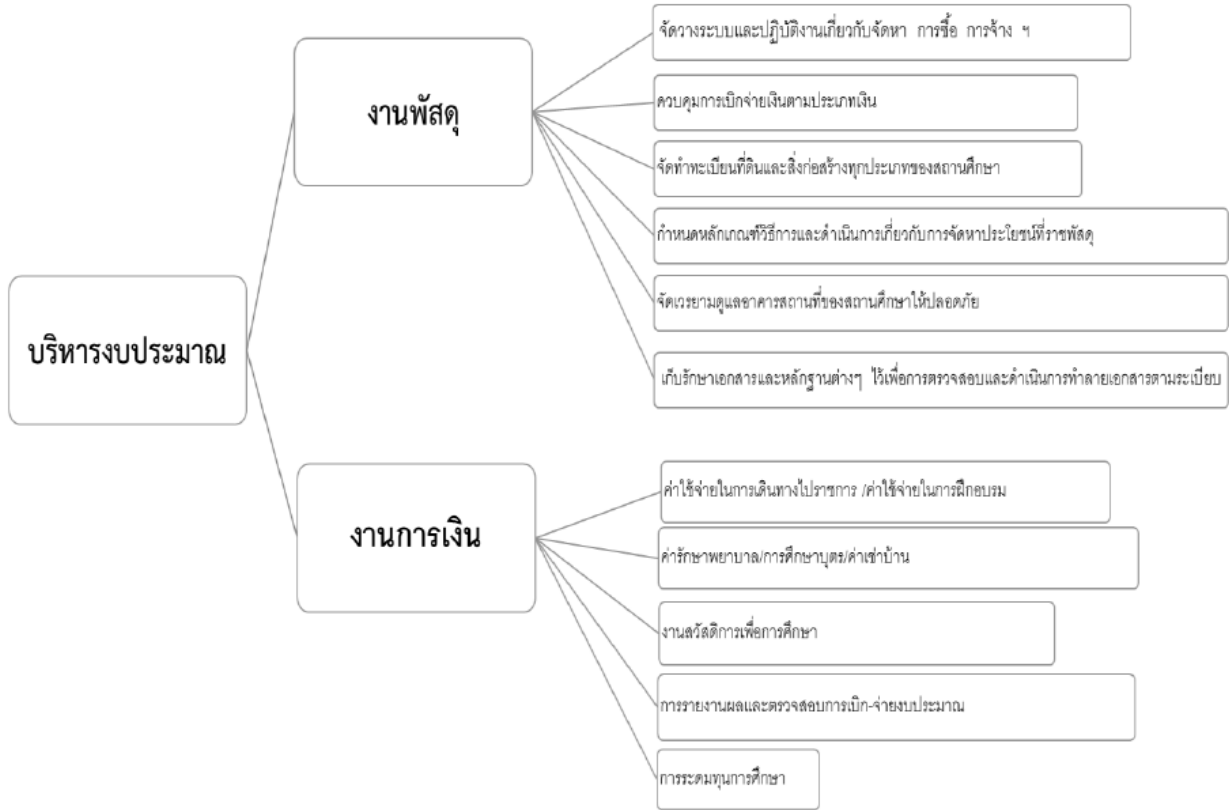 บริหารงบประมาณ
งานพัสดุ
จัดวางระบบและปฏิบัติงานเกี่ยวกับจัดหา การซื้อ การจ้าง ฯ
ควบคุมการเบิกจ่ายเงินตามประเภทเงิน
จัดทำทะเบียนที่ดินและสิ่งก่อสร้างทุกประเภทของสถานศึกษา
กำหนดหลักเกณฑ์วิธีการและดำเนินการเกี่ยวกับการจัดหาประโยชน์ที่ราชพัสดุ
จัดเวรยามดูแลอาคารสถานที่ของสถานศึกษาให้ปลอดภัย
เก็บรักษาเอกสารและหลักฐานต่างๆ ไว้เพื่อการตรวจสอบและดำเนินการทำลายเอกสารตามระเบียบ
งานการเงิน
ค่าใช้จ่ายในการเดินทางไปราชการ /ค่าใช้จ่ายในการฝึกอบรม
ค่ารักษาพยาบาล/การศึกษาบุตร/ค่าเช่าบ้าน
งานสวัสดิการเพื่อการศึกษา
การรายงานผลและตรวจสอบการเบิก-จ่ายงบประมาณ
การระดมทุนการศึกษา